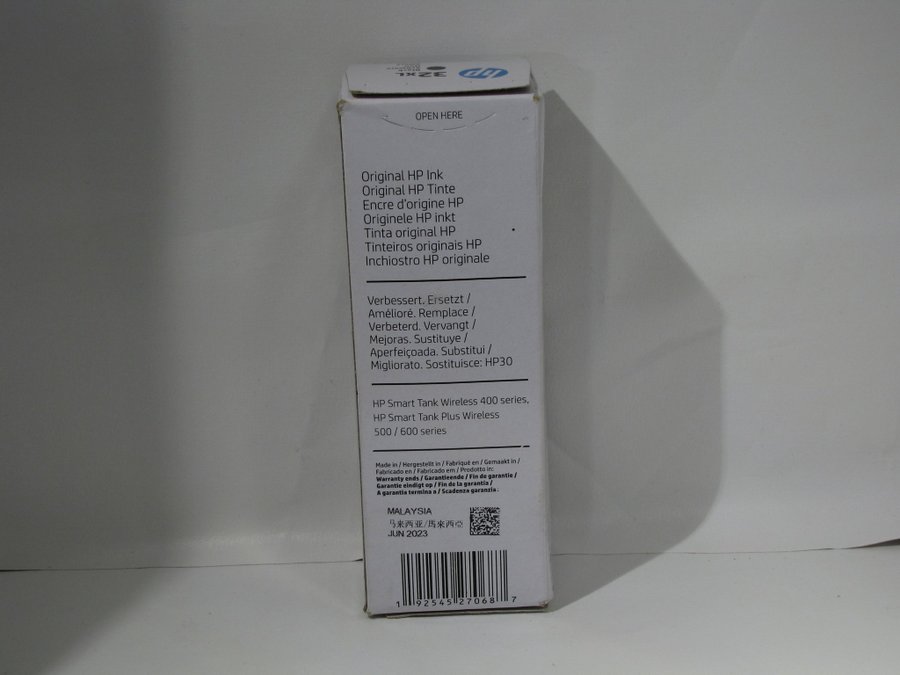 hp
32XL
OPEN HERE
Original HP Ink
Original HP Tinte
Encre d'origine HP
Originele HP inkt
Tinta original HP
Tinteiros originais HP
Inchiostro HP originale
Verbessert. Ersetzt /
Amélioré. Remplace /
Verbeterd. Vervangt /
Mejoras. Sustituye /
Aperfeiçoada. Substitui /
Migliorato. Sostituisce: HP30
HP Smart Tank Wireless 400 series,
HP Smart Tank Plus Wireless
500 / 600 series
Made in / Hergestellt in / Fabriqué en / Gemaakt in /
Fabricado en / Fabricado em / Prodotto in:
Warranty ends / Garantieende / Fin de garantie /
Garantie eindigt op / Fin de la garantía /
A garantia termina a / Scadenza garanzia.
MALAYSIA
马来西亚/馬來西亞
JUN 2023
1 92545 27068 7